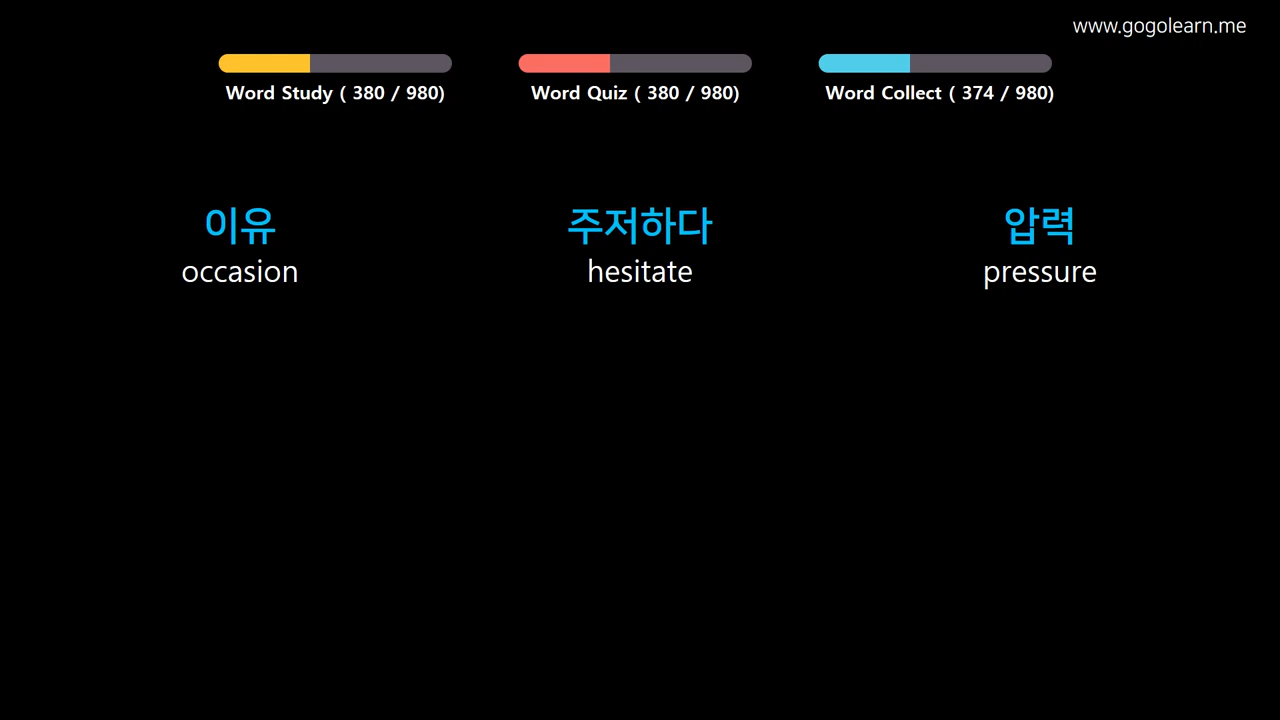 www.gogolearn.me
Word Study ( 380 / 980)
Word Quiz ( 380 / 980)
Word Collect ( 374 / 980)
이유
occasion
주저하다
hesitate
압력
pressure